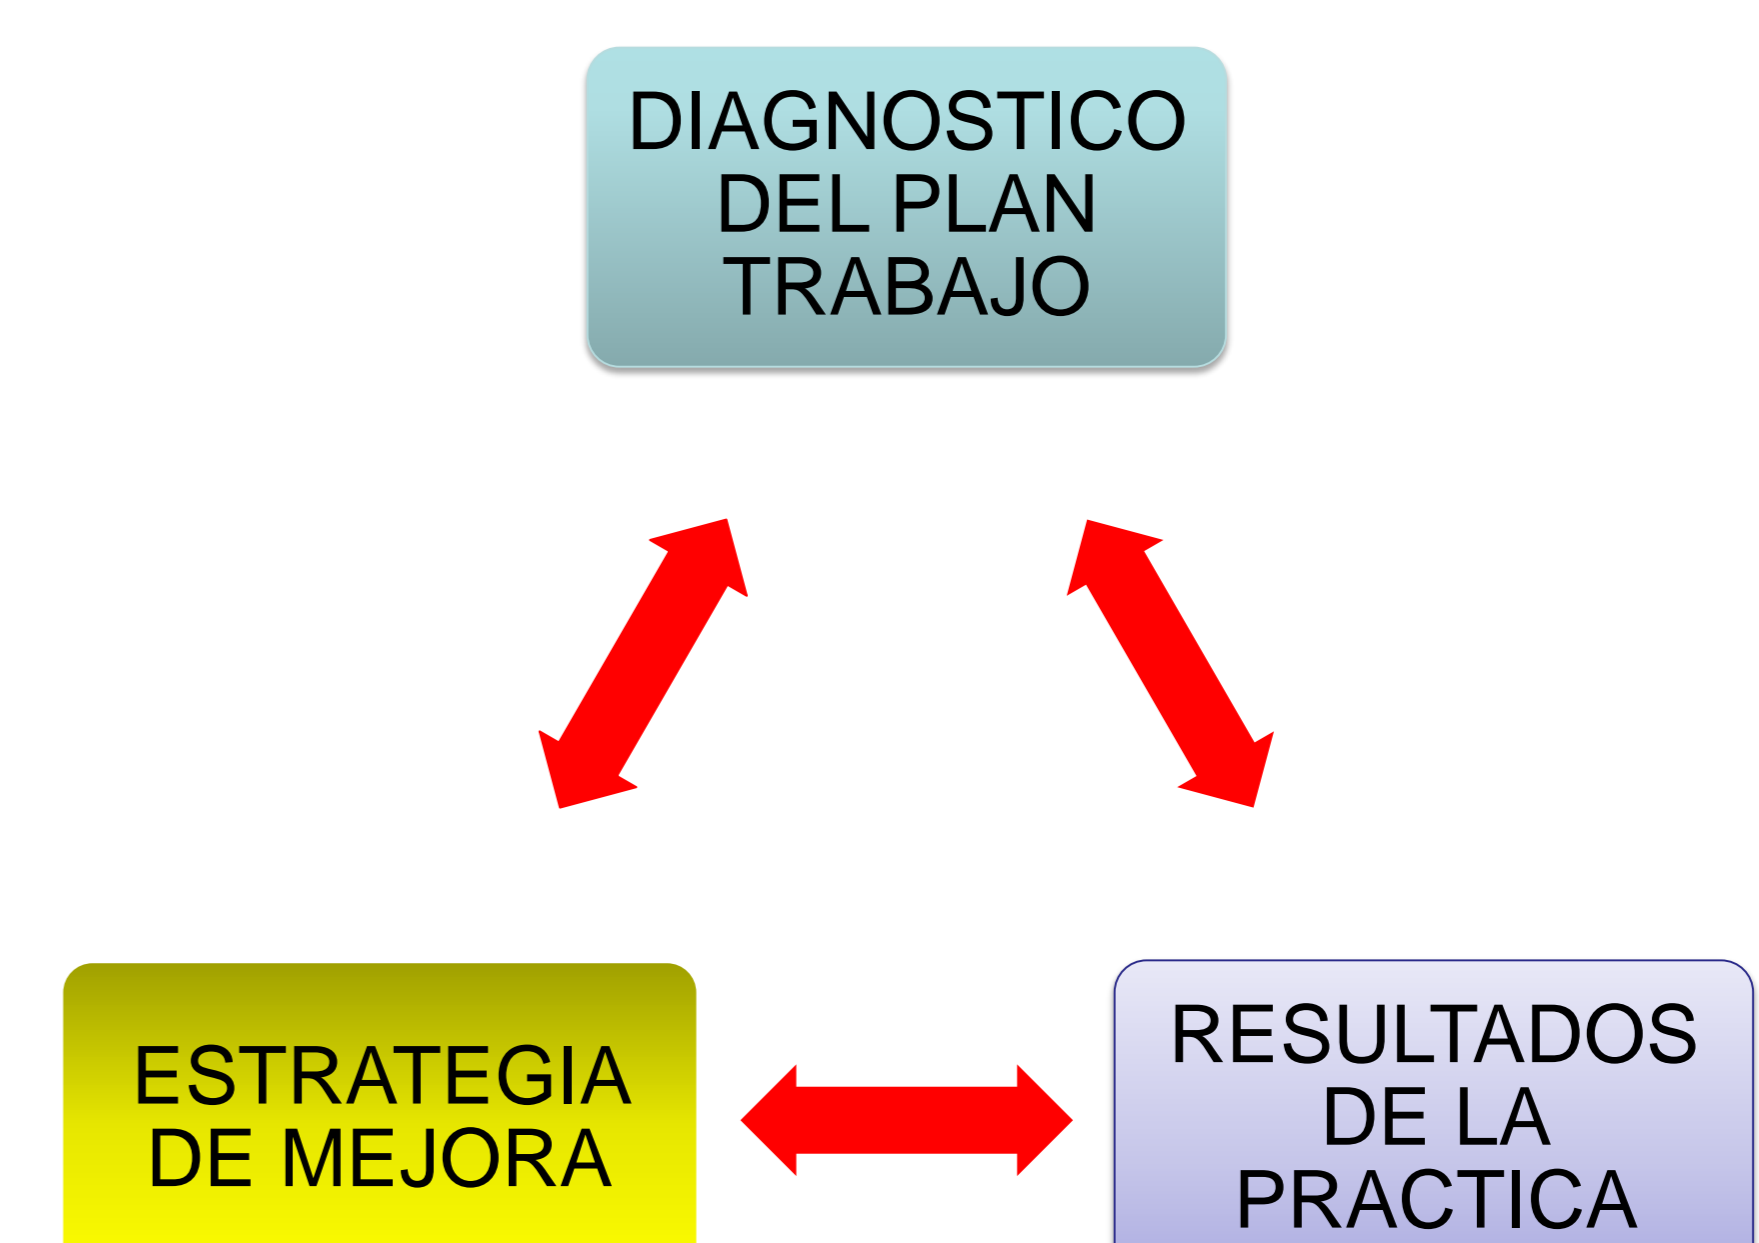 DIAGNOSTICO
DEL PLAN
TRABAJO
ESTRATEGIA
DE MEJORA
RESULTADOS
DE LA
PRACTICA